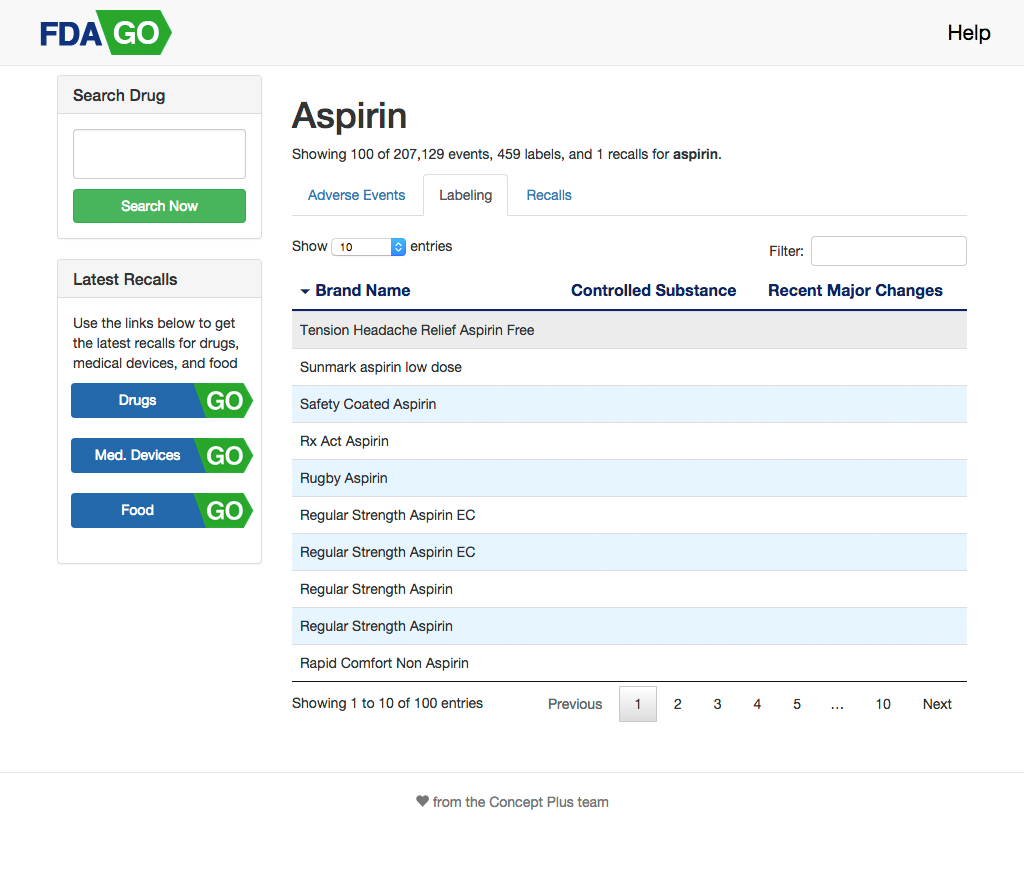 FDA GO
Help
Search Drug
Search Now
Latest Recalls
Use the links below to get
the latest recalls for drugs,
medical devices, and food
Drugs GO
Med. Devices GO
Food GO
Aspirin
Showing 100 of 207,129 events, 459 labels, and 1 recalls for aspirin.
Adverse Events Labeling Recalls
Show 10 entries Filter:
Brand Name Controlled Substance Recent Major Changes
Tension Headache Relief Aspirin Free
Sunmark aspirin low dose
Safety Coated Aspirin
Rx Act Aspirin
Rugby Aspirin
Regular Strength Aspirin EC
Regular Strength Aspirin EC
Regular Strength Aspirin
Regular Strength Aspirin
Rapid Comfort Non Aspirin
Showing 1 to 10 of 100 entries Previous 1 2 3 4 5 … 10 Next
♥ from the Concept Plus team